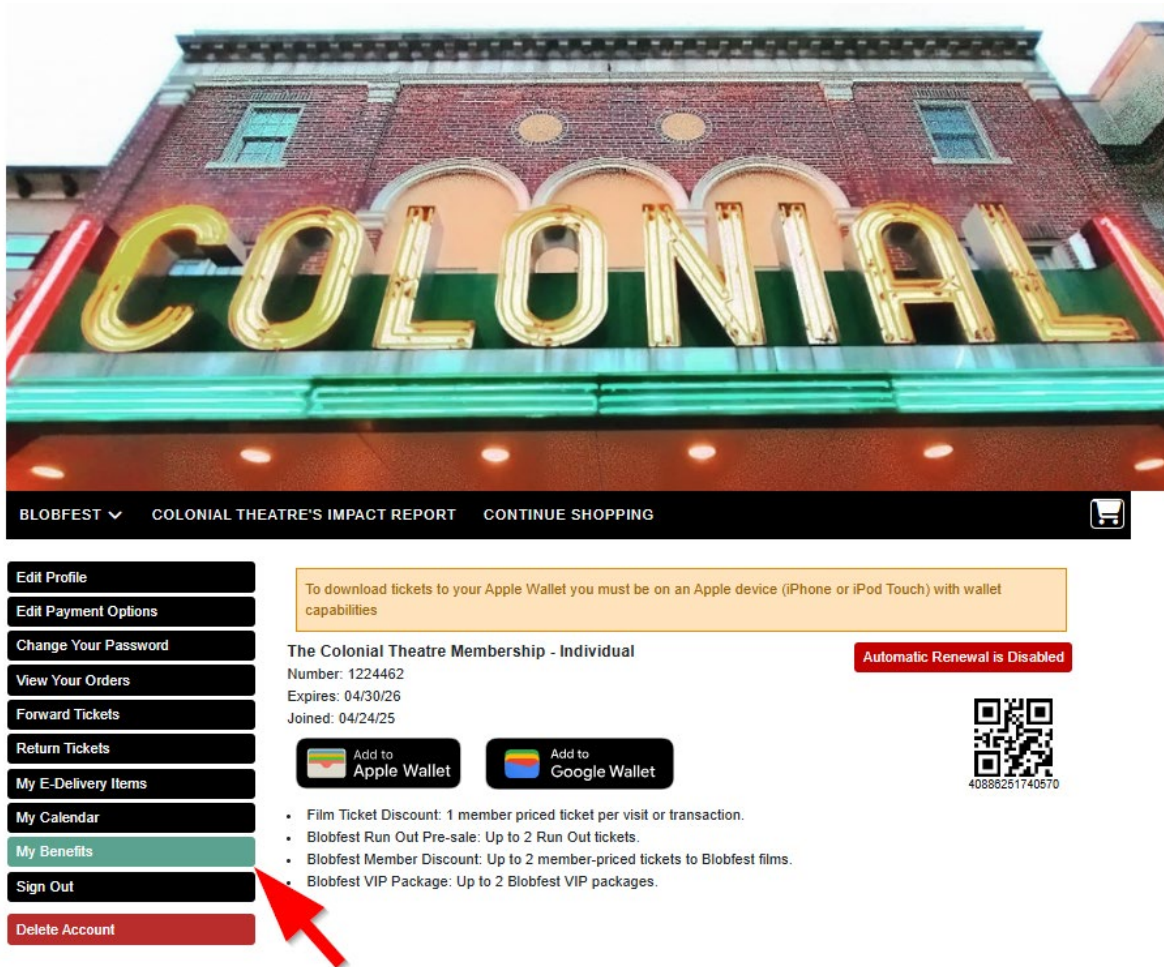 COLONIAL
BLOBFEST
COLONIAL THEATRE'S IMPACT REPORT
CONTINUE SHOPPING
Edit Profile
Edit Payment Options
Change Your Password
View Your Orders
Forward Tickets
Return Tickets
My E-Delivery Items
My Calendar
My Benefits
Sign Out
Delete Account
To download tickets to your Apple Wallet you must be on an Apple device (iPhone or iPod Touch) with wallet
capabilities
The Colonial Theatre Membership - Individual
Automatic Renewal is Disabled
Number: 1224462
Expires: 04/30/26
Joined: 04/24/25
Add to
Apple Wallet
Add to
Google Wallet
40886251740570
Film Ticket Discount: 1 member priced ticket per visit or transaction.
Blobfest Run Out Pre-sale: Up to 2 Run Out tickets.
Blobfest Member Discount: Up to 2 member-priced tickets to Blobfest films.
Blobfest VIP Package: Up to 2 Blobfest VIP packages.